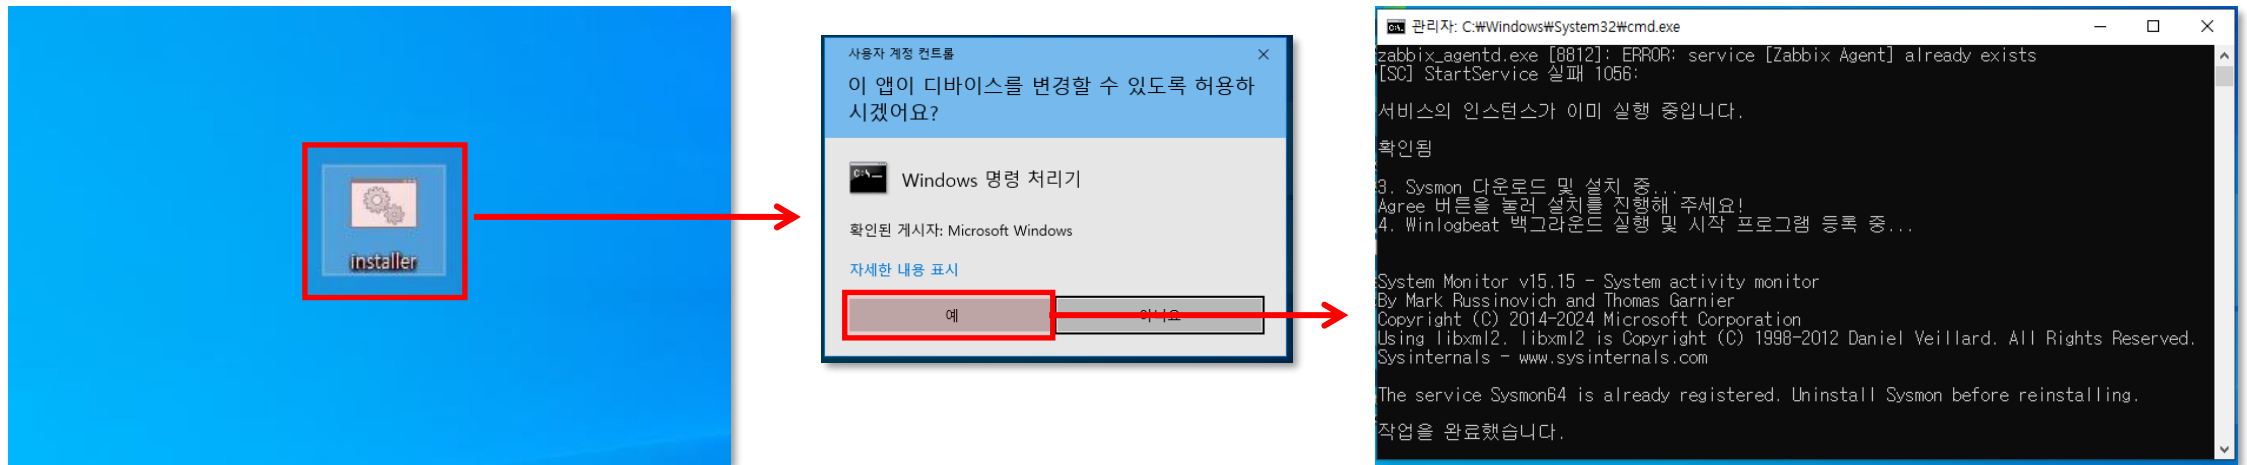 installer
사용자 계정 컨트롤
이 앱이 디바이스를 변경할 수 있도록 허용하
시겠어요?
Windows 명령 처리기
확인된 게시자: Microsoft Windows
자세한 내용 표시
예
아니요
관리자: C:₩Windows₩System32₩cmd.exe
zabbix_agentd.exe [8812]: ERROR: service [Zabbix Agent] already exists
[SC] StartService 실패 1056:
서비스의 인스턴스가 이미 실행 중입니다.
확인됨
3. Sysmon 다운로드 및 설치 중...
Agree 버튼을 눌러 설치를 진행해 주세요!
4. Winlogbeat 백그라운드 실행 및 시작 프로그램 등록 중...
System Monitor v15.15 - System activity monitor
By Mark Russinovich and Thomas Garnier
Copyright (C) 2014-2024 Microsoft Corporation
Using libxml2. libxml2 is Copyright (C) 1998-2012 Daniel Veillard. All Rights Reserved.
Sysinternals - www.sysinternals.com
The service Sysmon64 is already registered. Uninstall Sysmon before reinstalling.
작업을 완료했습니다.